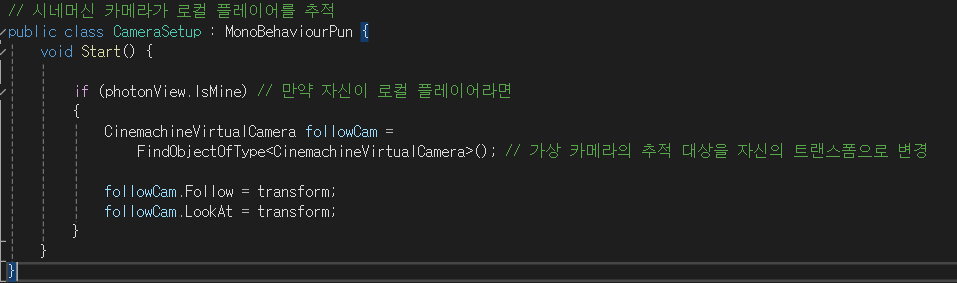 // 시네머신 카메라가 로컬 플레이어를 추적
public class CameraSetup : MonoBehaviourPun {
void Start() {
if (photonView.IsMine) // 만약 자신이 로컬 플레이어라면
{
CinemachineVirtualCamera followCam =
FindObjectOfType<CinemachineVirtualCamera>(); // 가상 카메라의 추적 대상을 자신의 트랜스폼으로 변경
followCam.Follow = transform;
followCam.LookAt = transform;
}
}
}